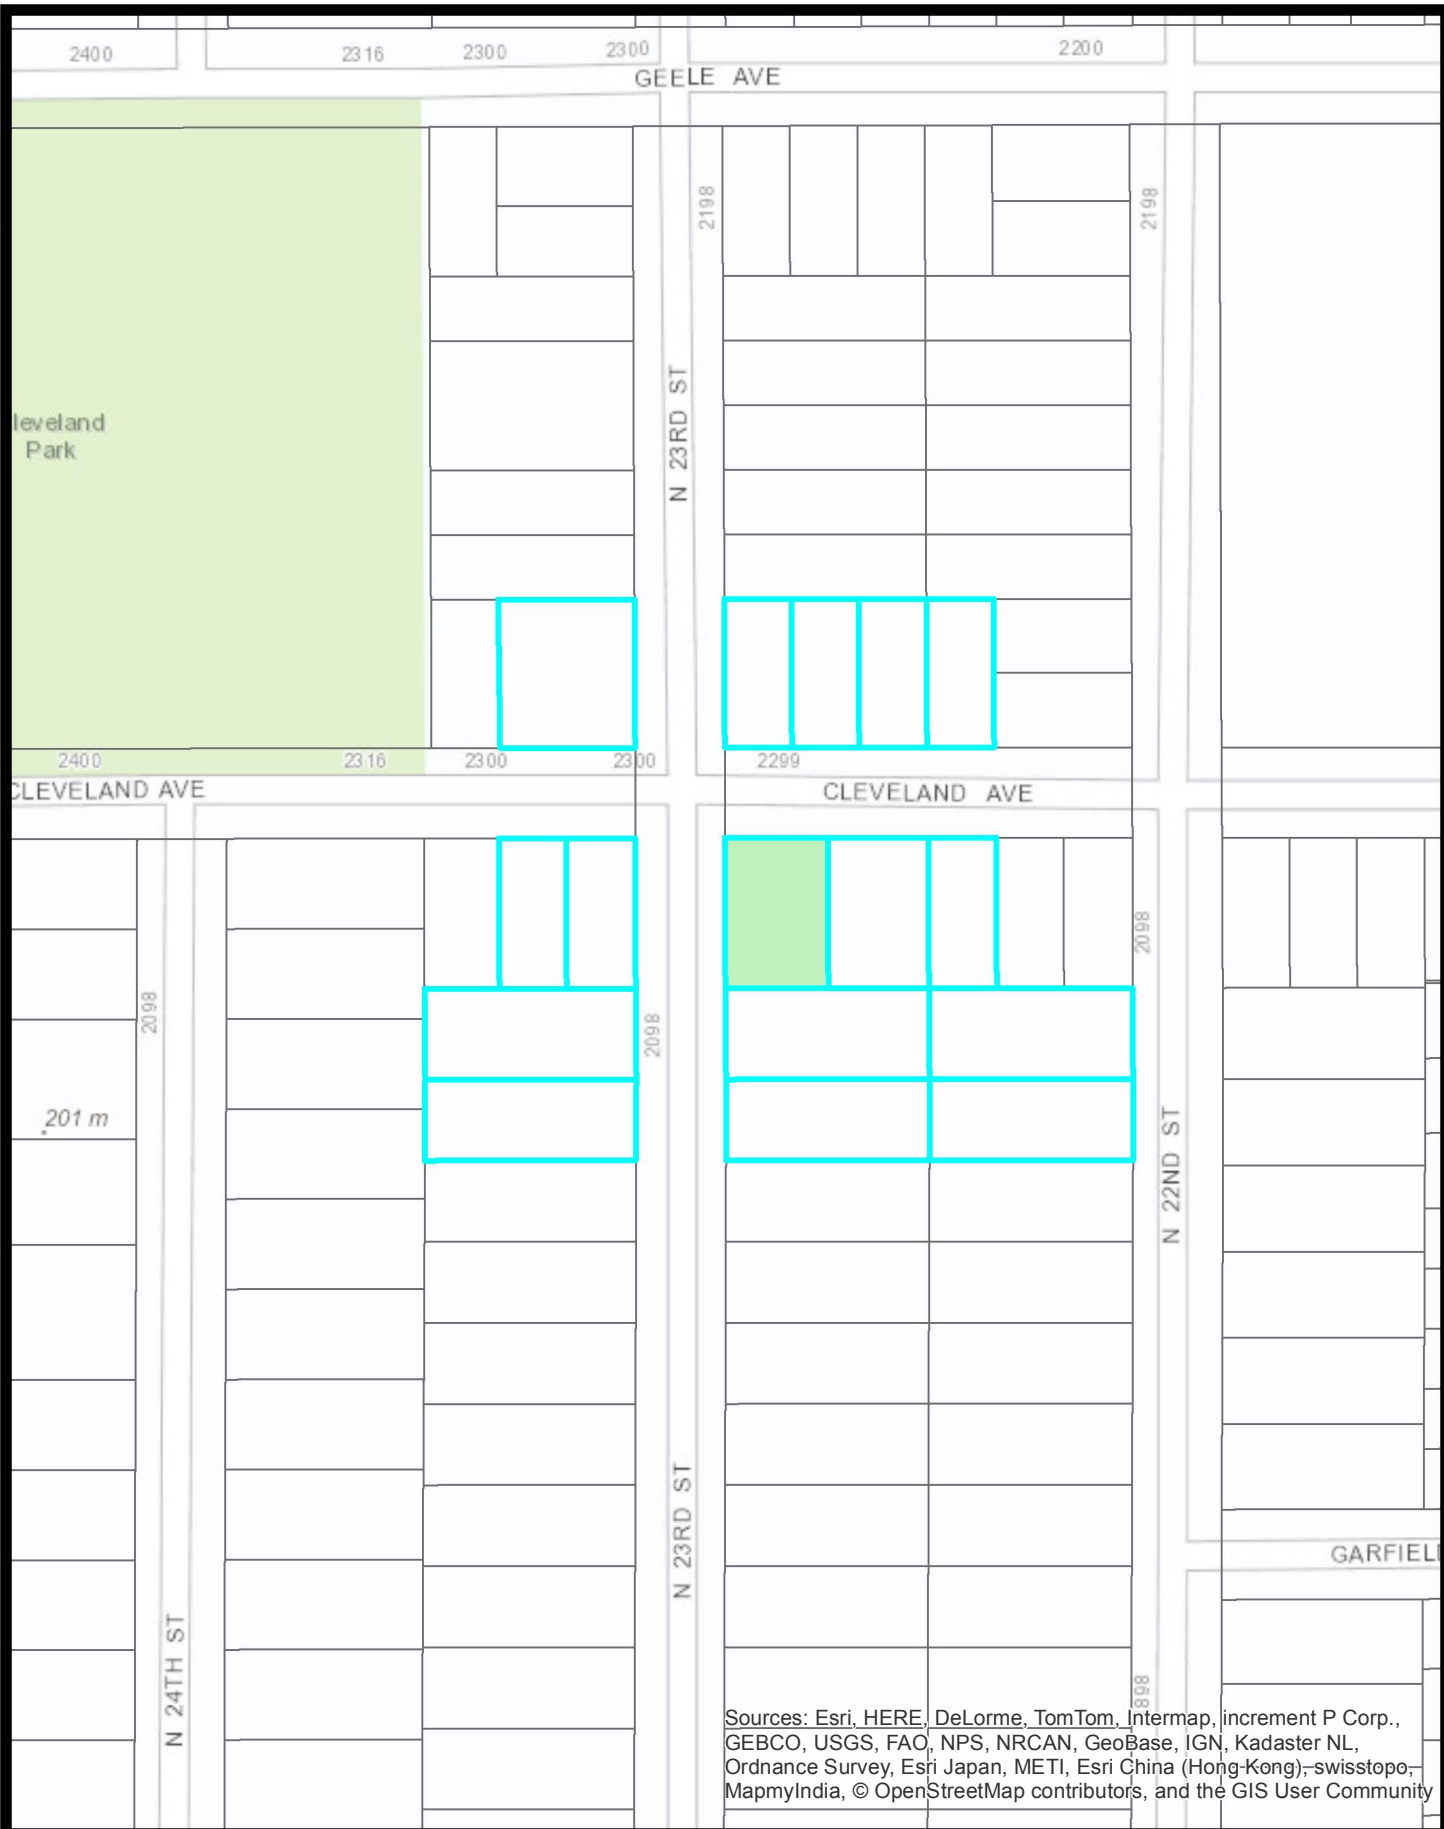 2400
2316
2300
2300
2200
GEELE AVE
2198
2198
N 23RD ST
leveland
Park
2400
2316
2300
2300
2299
CLEVELAND AVE
CLEVELAND AVE
2098
2098
2098
201 m
N 22ND ST
N 23RD ST
GARFIEL
N 24TH ST
898
Sources: Esri, HERE, DeLorme, TomTom, Intermap, increment P Corp.,
GEBCO, USGS, FAO, NPS, NRCAN, GeoBase, IGN, Kadaster NL,
Ordnance Survey, Esri Japan, METI, Esri China (Hong Kong), swisstopo,
MapmyIndia, © OpenStreetMap contributors, and the GIS User Community